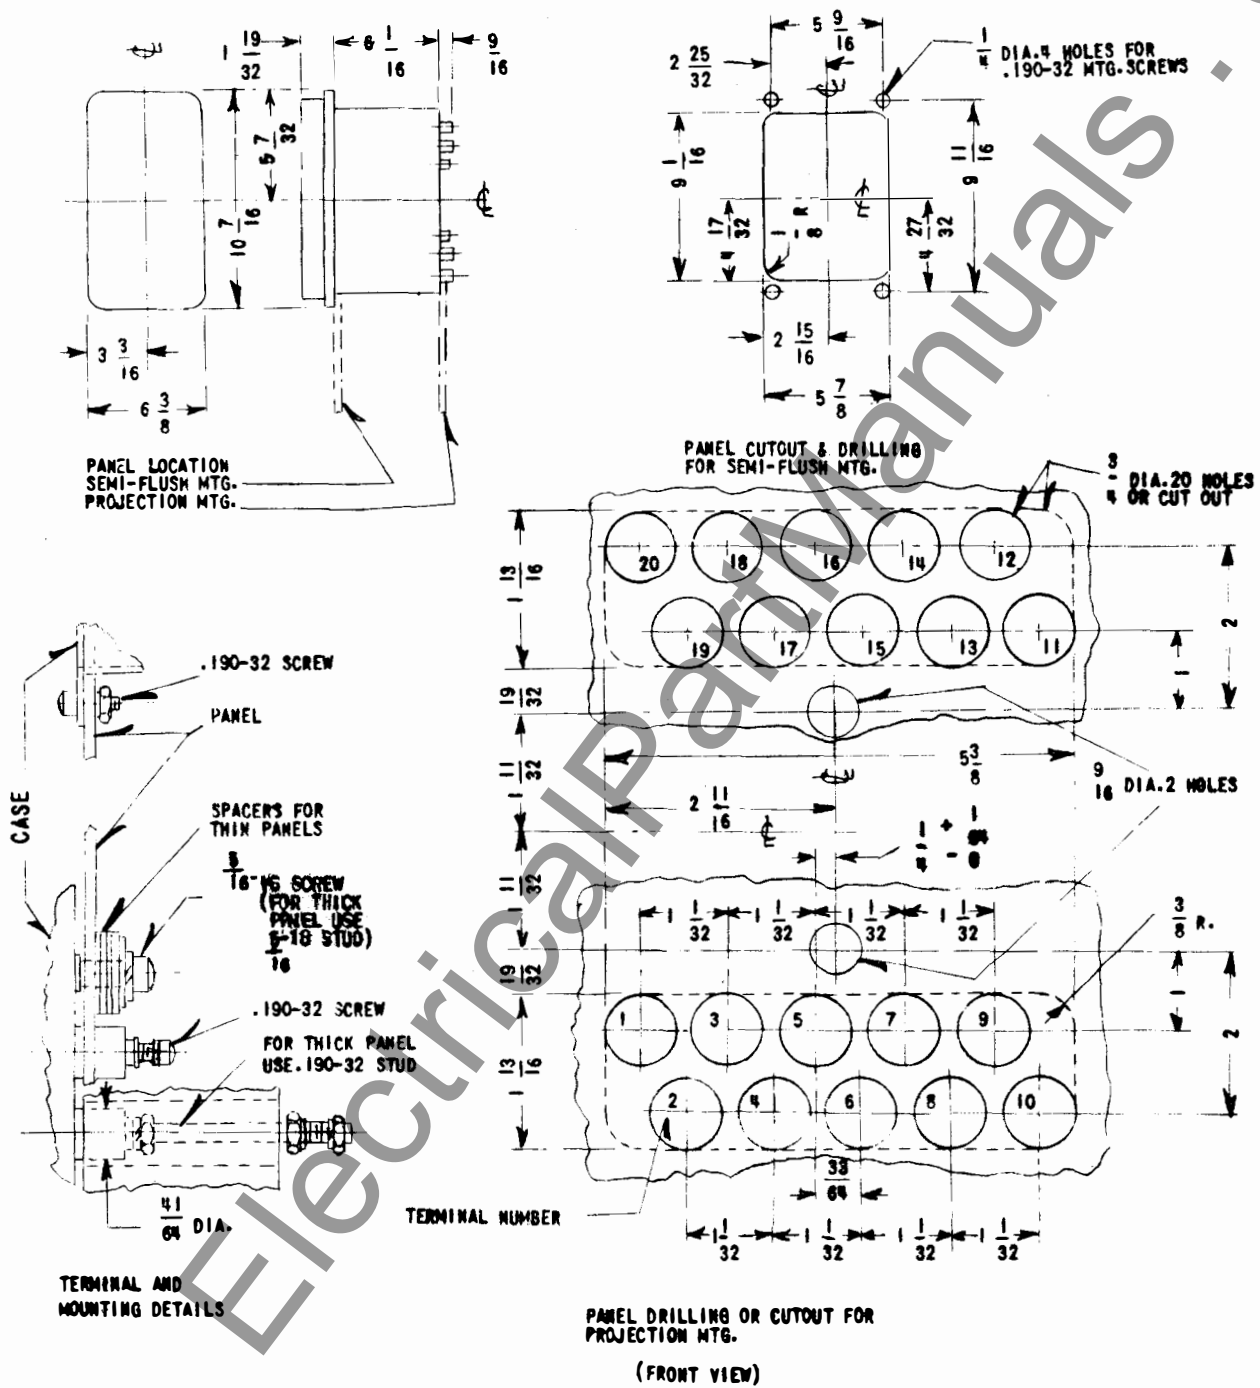 1 19/32
6 1/16
9/16
5 7/32
10 7/16
3 3/16
6 3/8
PANEL LOCATION
SEMI-FLUSH MTG.
PROJECTION MTG.
5 9/16
2 25/32
DIA.4 HOLES FOR
.190-32 MTG.SCREWS
9 1/16
9 11/16
4 17/32
1/8 R
4 27/32
2 15/16
5 7/8
PANEL CUTOUT & DRILLING
FOR SEMI-FLUSH MTG.
3/4 DIA.20 HOLES
OR CUT OUT
20 18 16 14 12
19 17 15 13 11
1 13/16
19/32
1 11/32
2
1
5 3/8
2 11/16
9/16 DIA.2 HOLES
1/4 + 1/64 - 0
1 11/32
19/32
1 13/16
1 1/32 1 1/32 1 1/32 1 1/32
3/8 R.
1
2
1 3 5 7 9
2 4 6 8 10
33/64
1 1/32 1 1/32 1 1/32 1 1/32
TERMINAL NUMBER
PANEL DRILLING OR CUTOUT FOR
PROJECTION MTG.
(FRONT VIEW)
.190-32 SCREW
PANEL
CASE
SPACERS FOR
THIN PANELS
SCREW
(FOR THICK
PANEL USE
5/16-18 STUD)
.190-32 SCREW
FOR THICK PANEL
USE.190-32 STUD
41/64 DIA.
TERMINAL AND
MOUNTING DETAILS
ElectricalPartManuals .